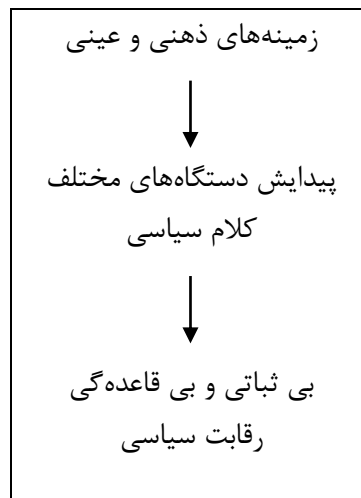 زمینه‌های ذهنی و عینی
پیدایش دستگاه‌های مختلف
کلام سیاسی
بی ثباتی و بی قاعده‌گی
رقابت سیاسی